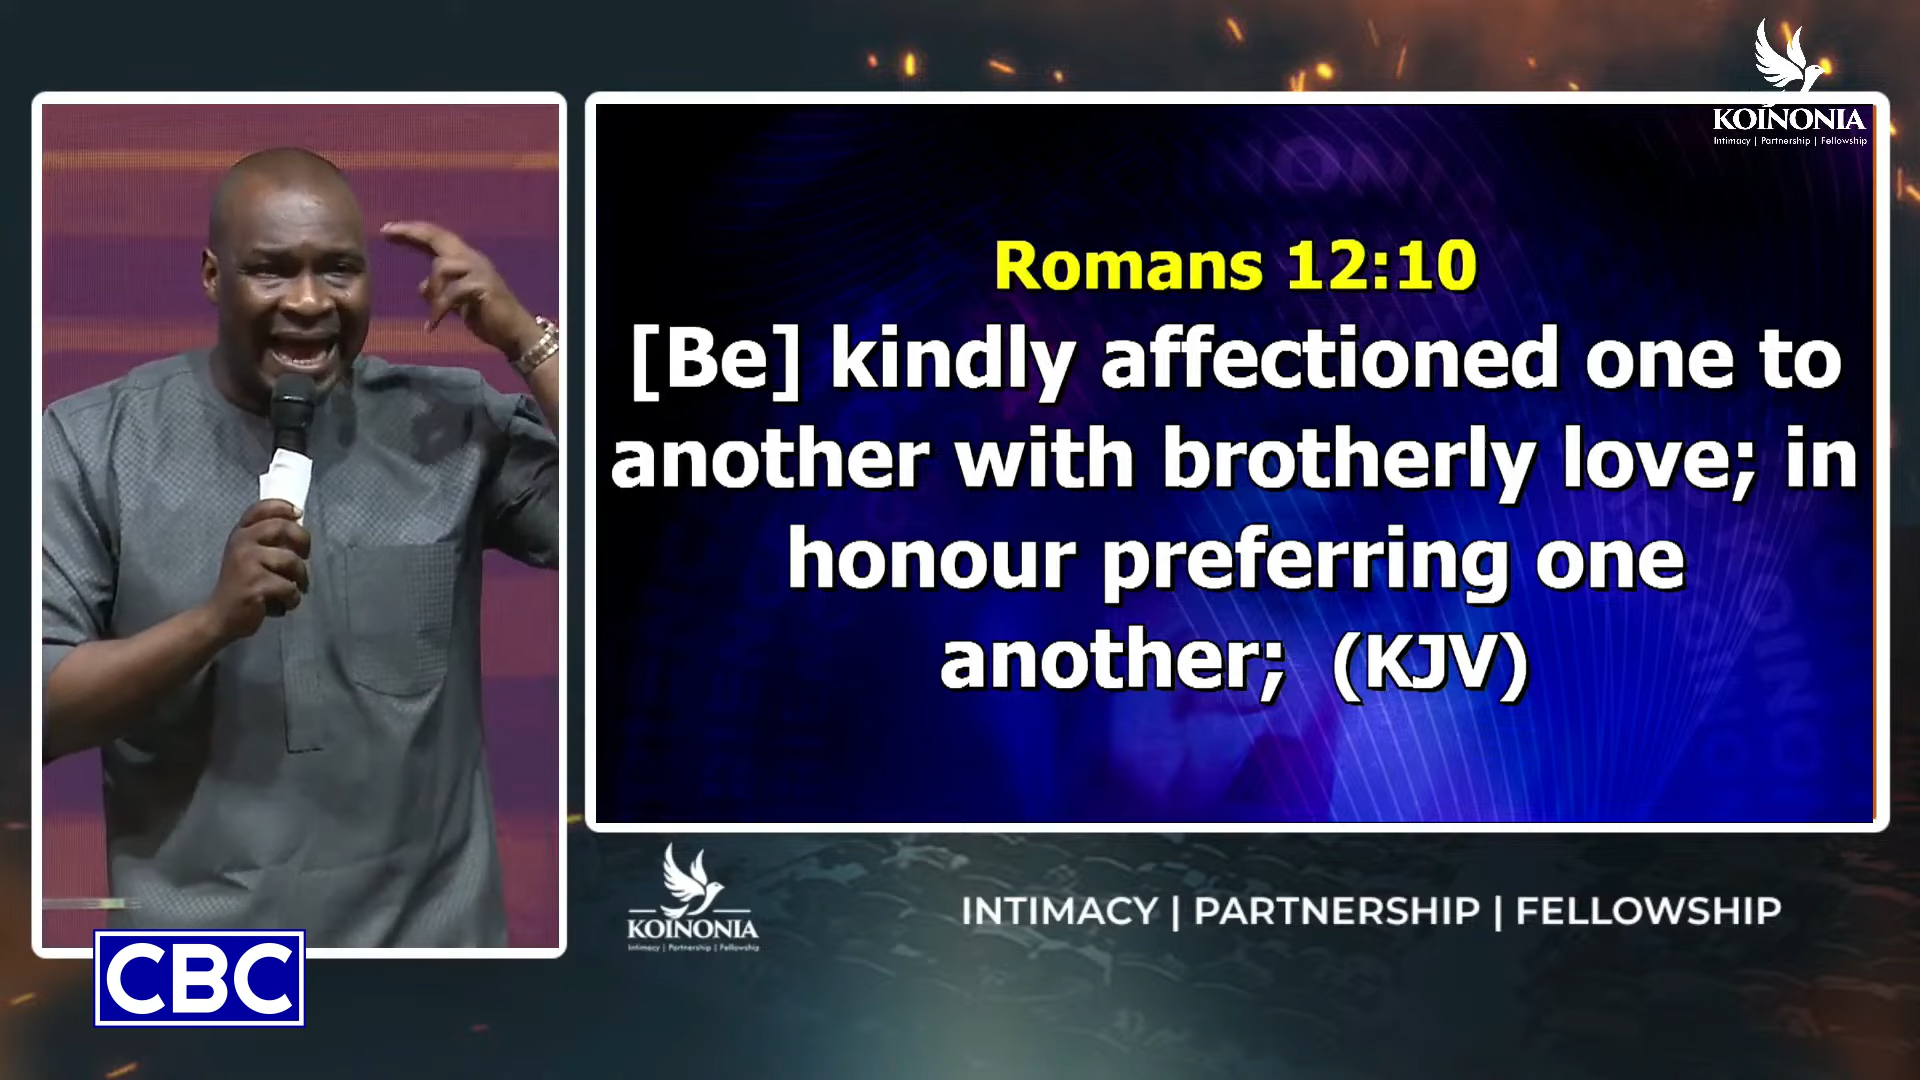 KOINONIA
Intimacy | Partnership | Fellowship
Romans 12:10
[Be] kindly affectioned one to
another with brotherly love; in
honour preferring one
another; (KJV)
KOINONIA
Intimacy | Partnership | Fellowship
INTIMACY | PARTNERSHIP | FELLOWSHIP
CBC